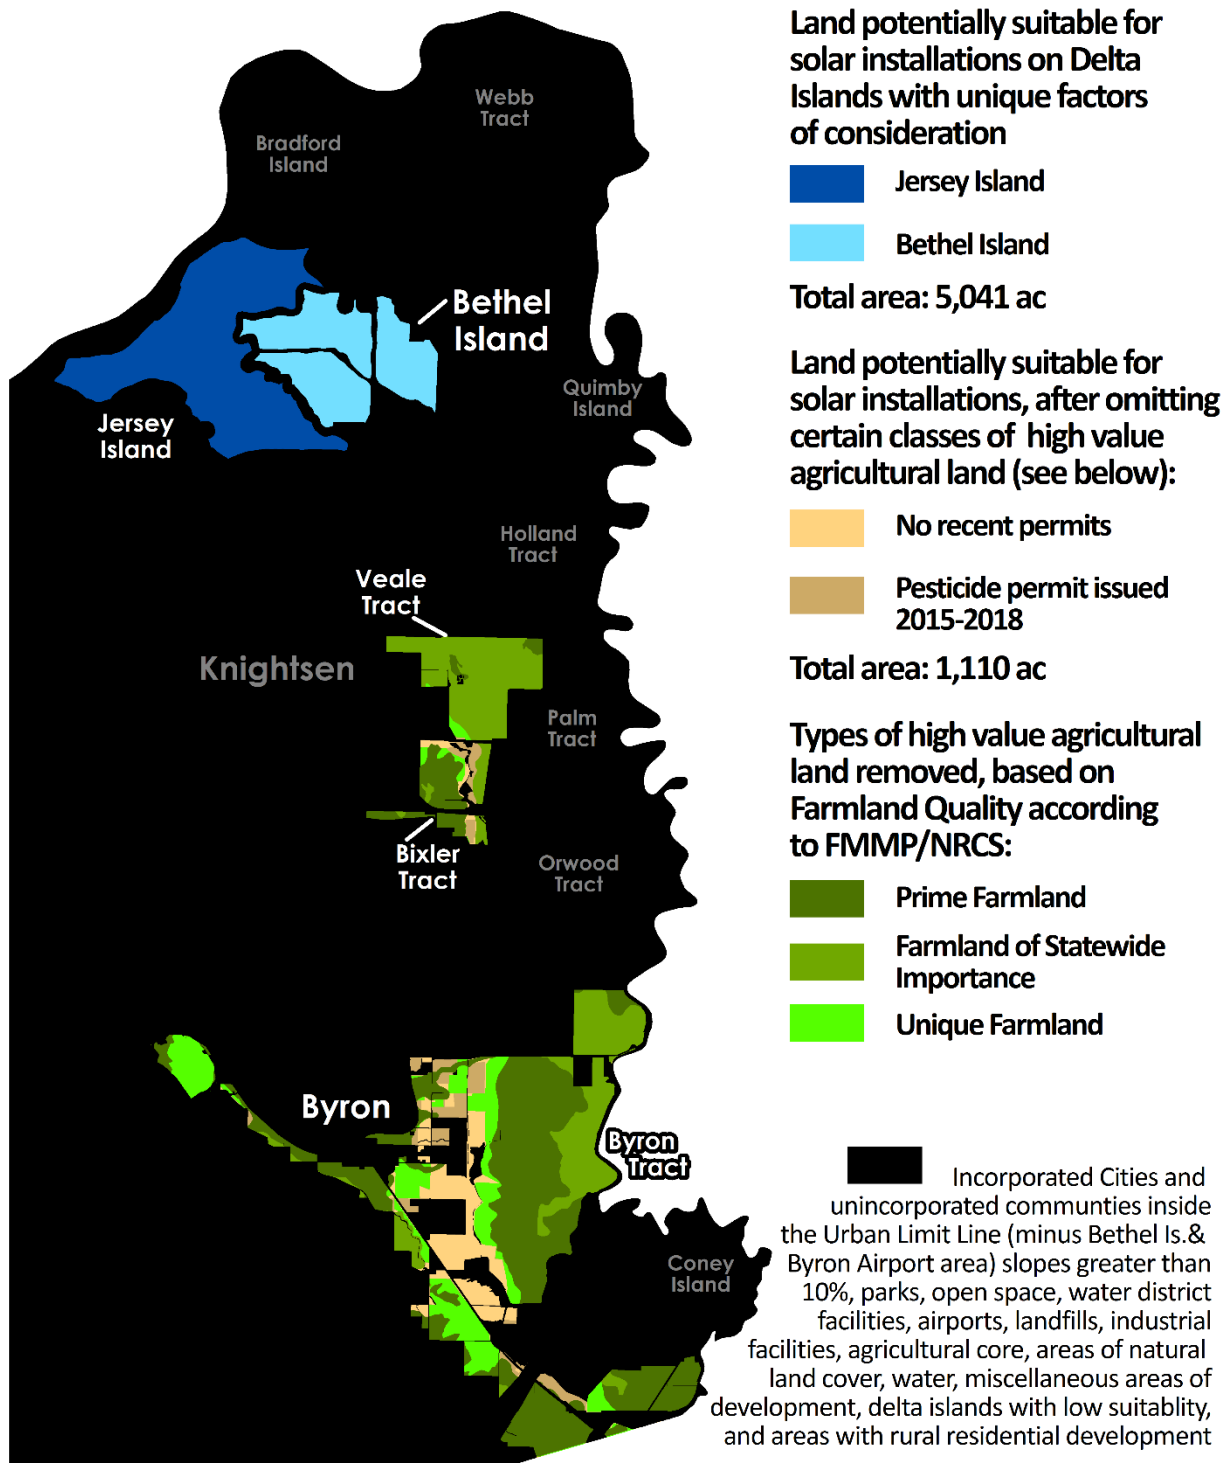 Webb
Tract
Bradford
Island
Bethel
Island
Quimby
Island
Jersey
Island
Holland
Tract
Veale
Tract
Knightsen
Palm
Tract
Bixler
Tract
Orwood
Tract
Byron
Byron
Tract
Coney
Island
Land potentially suitable for
solar installations on Delta
Islands with unique factors
of consideration
Jersey Island
Bethel Island
Total area: 5,041 ac
Land potentially suitable for
solar installations, after omitting
certain classes of high value
agricultural land (see below):
No recent permits
Pesticide permit issued
2015-2018
Total area: 1,110 ac
Types of high value agricultural
land removed, based on
Farmland Quality according
to FMMP/NRCS:
Prime Farmland
Farmland of Statewide
Importance
Unique Farmland
Incorporated Cities and
unincorporated communties inside
the Urban Limit Line (minus Bethel Is.&
Byron Airport area) slopes greater than
10%, parks, open space, water district
facilities, airports, landfills, industrial
facilities, agricultural core, areas of natural
land cover, water, miscellaneous areas of
development, delta islands with low suitablity,
and areas with rural residential development